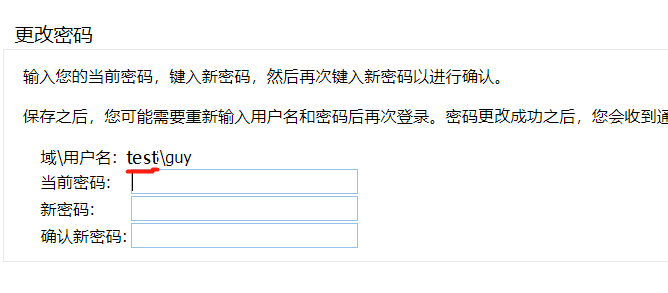 更改密码
输入您的当前密码，键入新密码，然后再次键入新密码以进行确认。
保存之后，您可能需要重新输入用户名和密码后再次登录。密码更改成功之后，您会收到通
域\用户名：test\guy
当前密码：
新密码：
确认新密码：